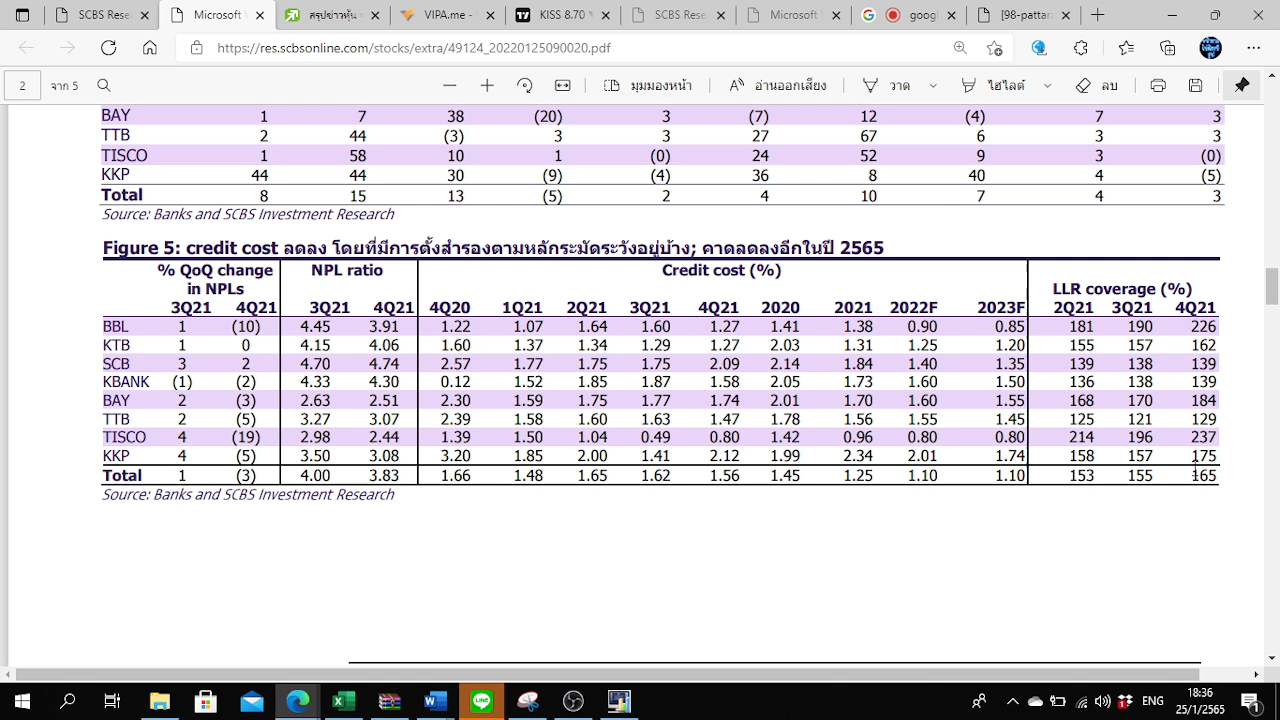 SCBS Rese
Microsoft
สรุปข่าวหุ้น
VIPA.me -
KISS 8.70
SCBS Rese
Microsoft
googl
[98-pattar
https://res.scbsonline.com/stocks/extra/49124_20220125090020.pdf
2 จาก 5 มุมมองหน้า อ่านออกเสียง วาด ไฮไลต์ ลบ
BAY 1 7 38 (20) 3 (7) 12 (4) 7 3
TTB 2 44 (3) 3 3 27 67 6 3 3
TISCO 1 58 10 1 (0) 24 52 9 3 (0)
KKP 44 44 30 (9) (4) 36 8 40 4 (5)
Total 8 15 13 (5) 2 4 10 7 4 3
Source: Banks and SCBS Investment Research
Figure 5: credit cost ลดลง โดยที่มีการตั้งสำรองตามหลักระมัดระวังอยู่บ้าง; คาดลดลงอีกในปี 2565
% QoQ change NPL ratio Credit cost (%)
in NPLs LLR coverage (%)
3Q21 4Q21 3Q21 4Q21 4Q20 1Q21 2Q21 3Q21 4Q21 2020 2021 2022F 2023F 2Q21 3Q21 4Q21
BBL 1 (10) 4.45 3.91 1.22 1.07 1.64 1.60 1.27 1.41 1.38 0.90 0.85 181 190 226
KTB 1 0 4.15 4.06 1.60 1.37 1.34 1.29 1.27 2.03 1.31 1.25 1.20 155 157 162
SCB 3 2 4.70 4.74 2.57 1.77 1.75 1.75 2.09 2.14 1.84 1.40 1.35 139 138 139
KBANK (1) (2) 4.33 4.30 0.12 1.52 1.85 1.87 1.58 2.05 1.73 1.60 1.50 136 138 139
BAY 2 (3) 2.63 2.51 2.30 1.59 1.75 1.77 1.74 2.01 1.70 1.60 1.55 168 170 184
TTB 2 (5) 3.27 3.07 2.39 1.58 1.60 1.63 1.47 1.78 1.56 1.55 1.45 125 121 129
TISCO 4 (19) 2.98 2.44 1.39 1.50 1.04 0.49 0.80 1.42 0.96 0.80 0.80 214 196 237
KKP 4 (5) 3.50 3.08 3.20 1.85 2.00 1.41 2.12 1.99 2.34 2.01 1.74 158 157 175
Total 1 (3) 4.00 3.83 1.66 1.48 1.65 1.62 1.56 1.45 1.25 1.10 1.10 153 155 165
Source: Banks and SCBS Investment Research
LINE
ENG
18:36
25/1/2565
1